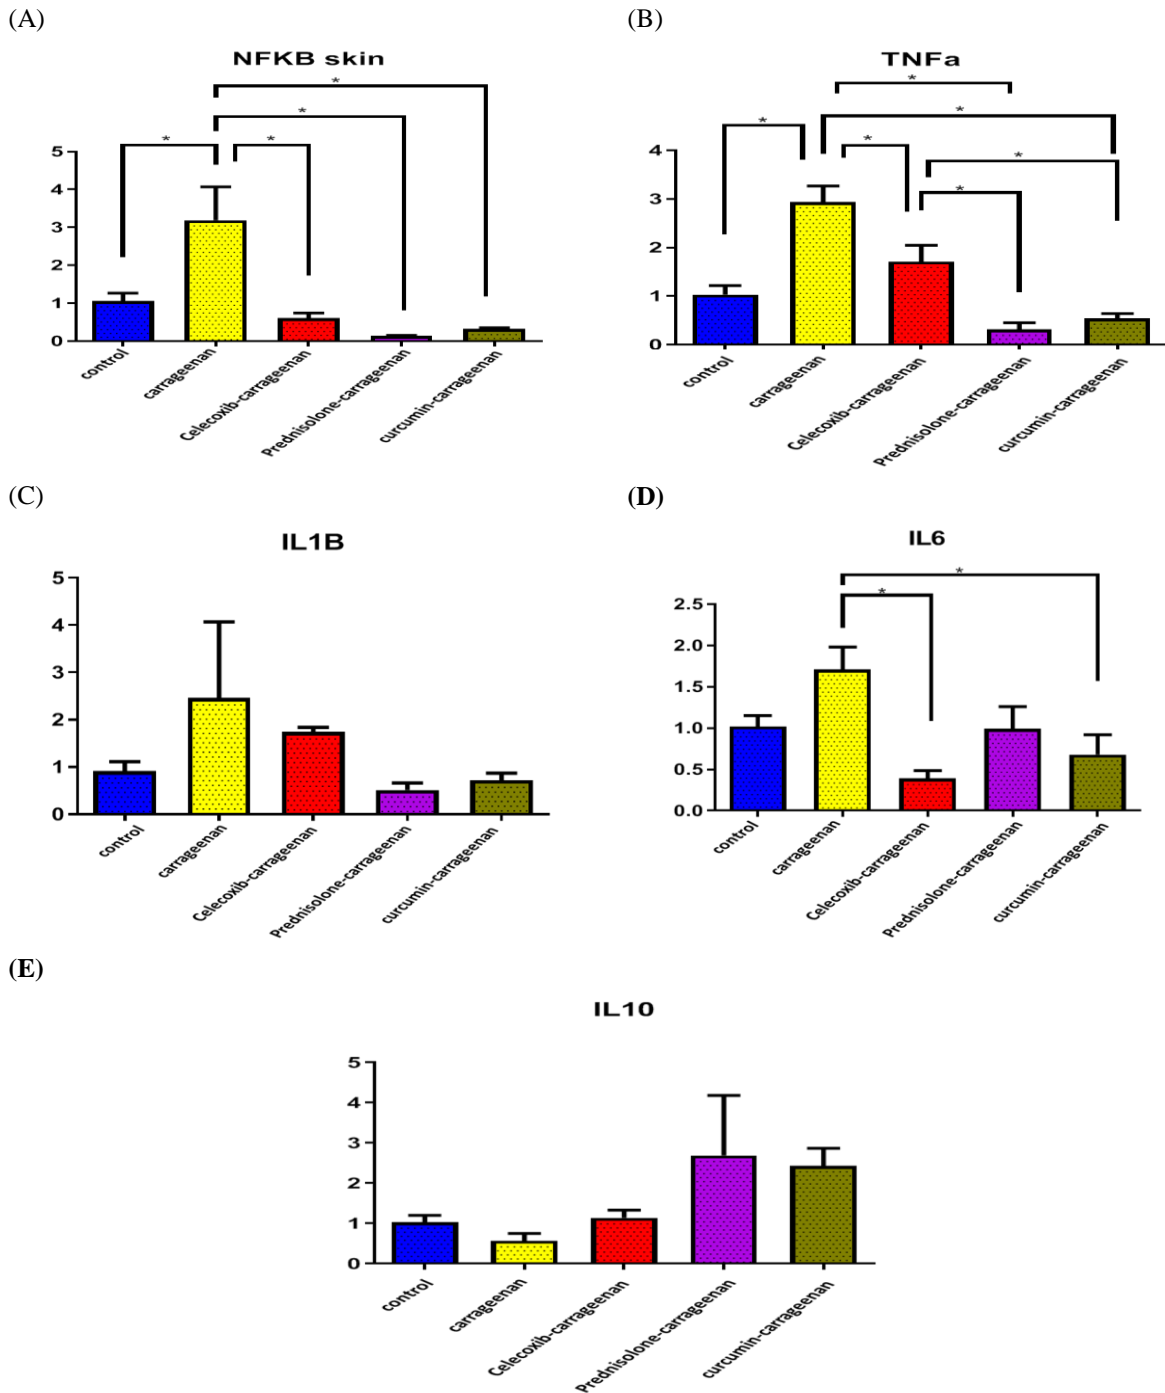 (A)
NFKB skin
*
*
*
*
5
4
3
2
1
0
control
carrageenan
Celecoxib-carrageenan
Prednisolone-carrageenan
curcumin-carrageenan
(B)
TNFa
*
*
*
*
*
*
4
3
2
1
0
control
carrageenan
Celecoxib-carrageenan
Prednisolone-carrageenan
curcumin-carrageenan
(C)
IL1B
5
4
3
2
1
0
control
carrageenan
Celecoxib-carrageenan
Prednisolone-carrageenan
curcumin-carrageenan
(D)
IL6
*
*
2.5
2.0
1.5
1.0
0.5
0.0
control
carrageenan
Celecoxib-carrageenan
Prednisolone-carrageenan
curcumin-carrageenan
(E)
IL10
5
4
3
2
1
0
control
carrageenan
Celecoxib-carrageenan
Prednisolone-carrageenan
curcumin-carrageenan